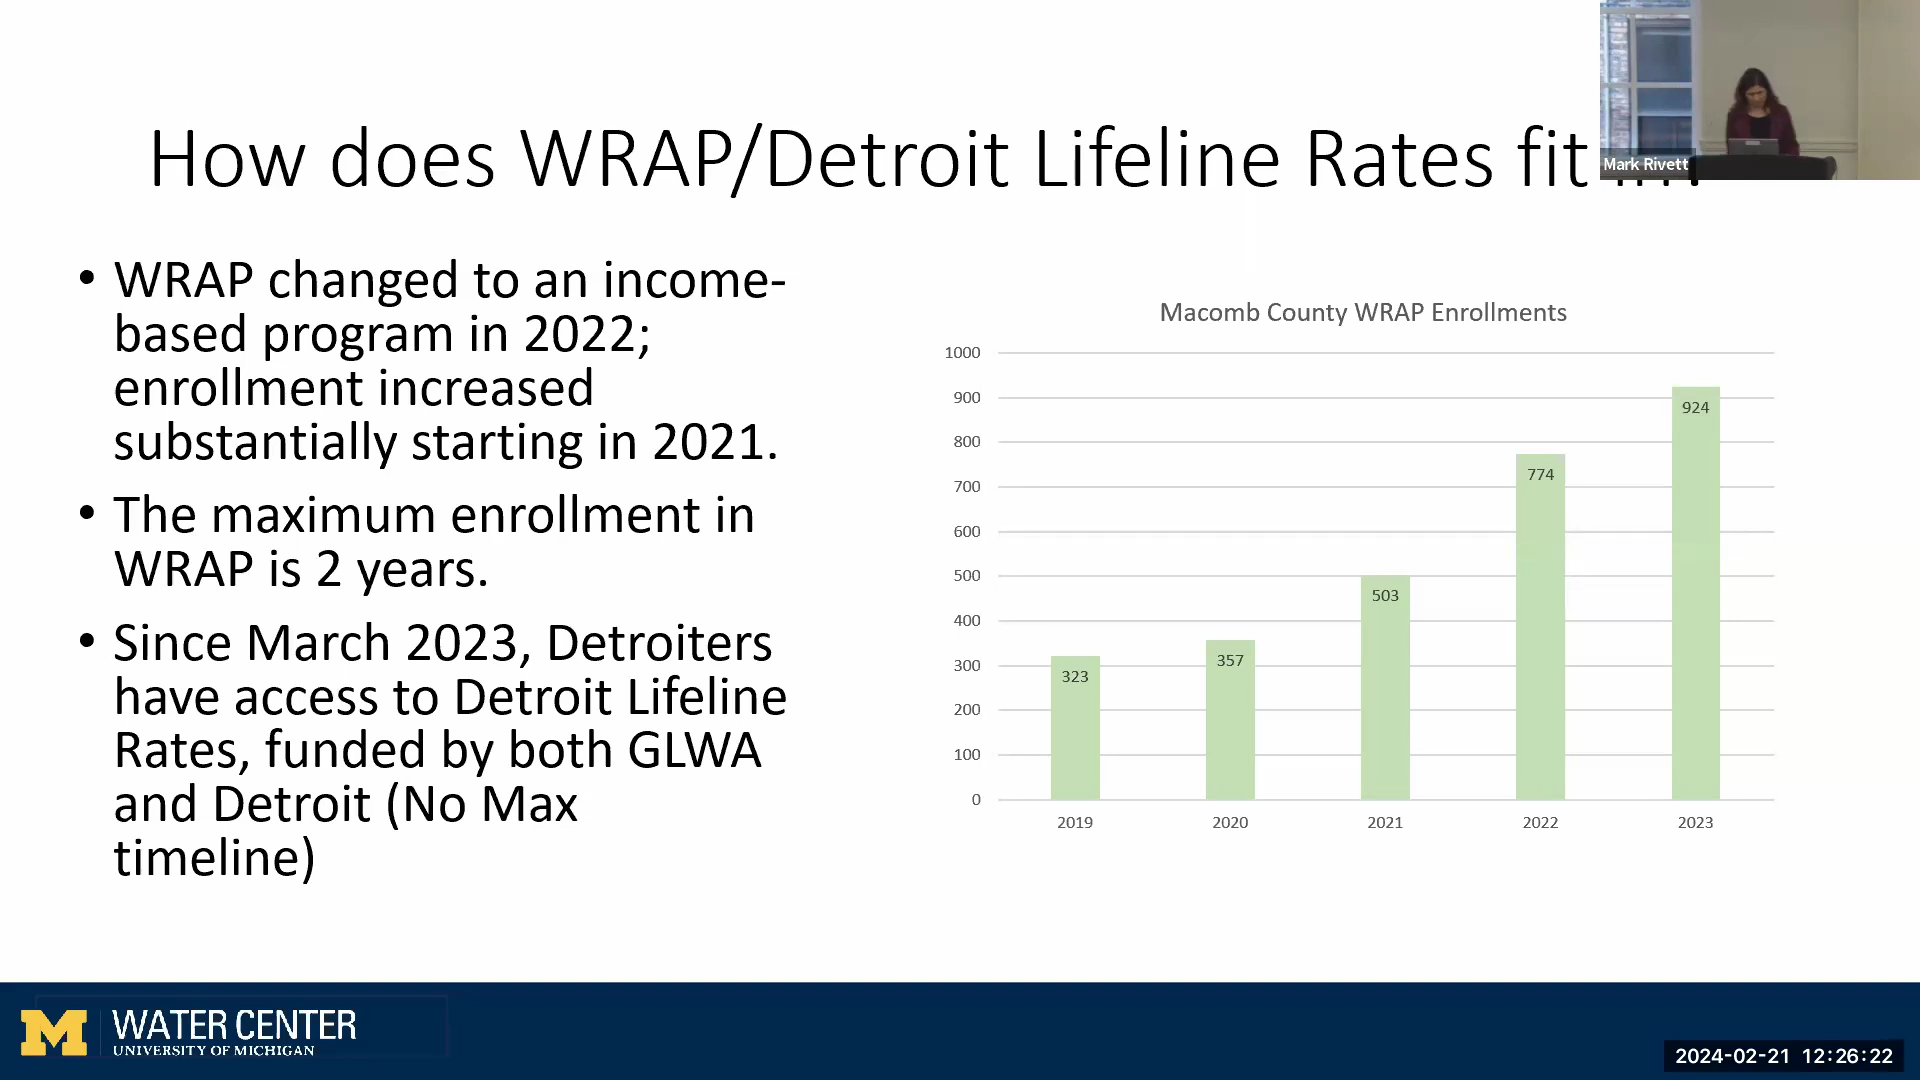 How does WRAP/Detroit Lifeline Rates fit
Mark Rivett
• WRAP changed to an income-
based program in 2022;
enrollment increased
substantially starting in 2021.
• The maximum enrollment in
WRAP is 2 years.
• Since March 2023, Detroiters
have access to Detroit Lifeline
Rates, funded by both GLWA
and Detroit (No Max
timeline)
Macomb County WRAP Enrollments
1000
900
800
700
600
500
400
300
200
100
0
323
357
503
774
924
2019 2020 2021 2022 2023
M WATER CENTER
UNIVERSITY OF MICHIGAN
2024-02-21 12:26:22